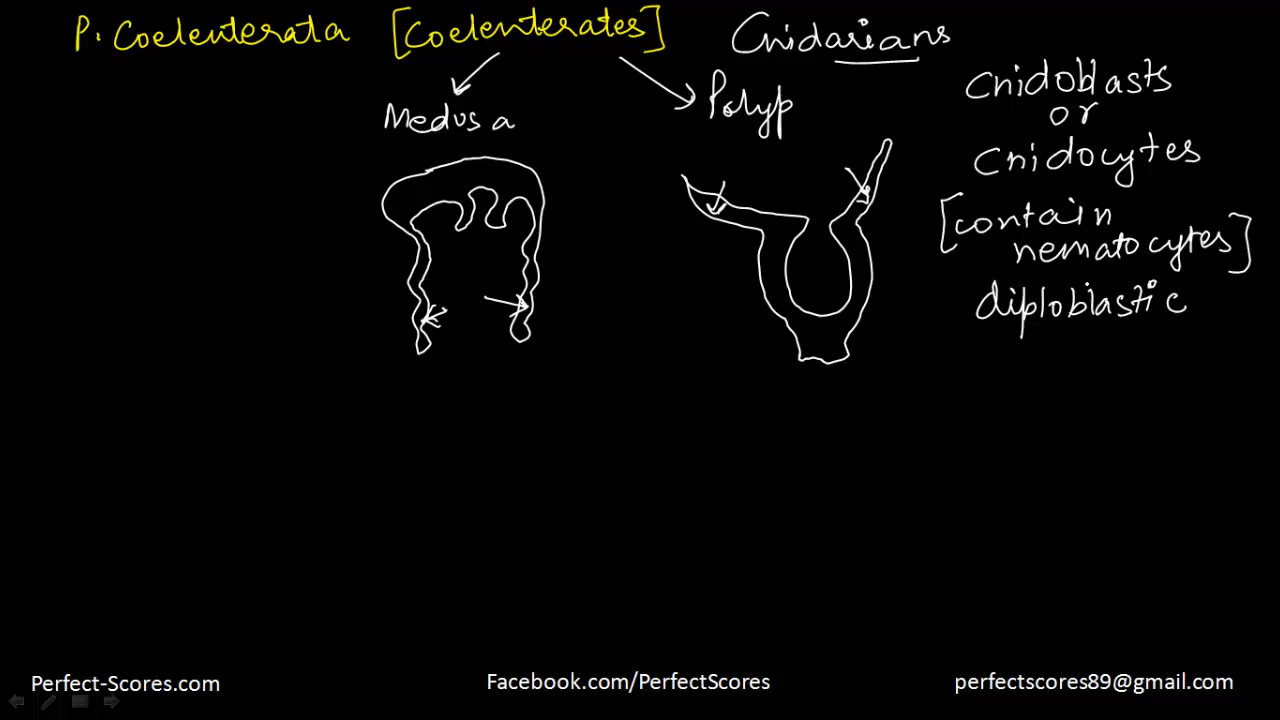 P. Coelenterata [Coelenterates] Cnidarians
Medusa
Polyp
Cnidoblasts
or
Cnidocytes
[contain
nematocytes]
diploblastic
Perfect-Scores.com
Facebook.com/PerfectScores
perfectscores89@gmail.com